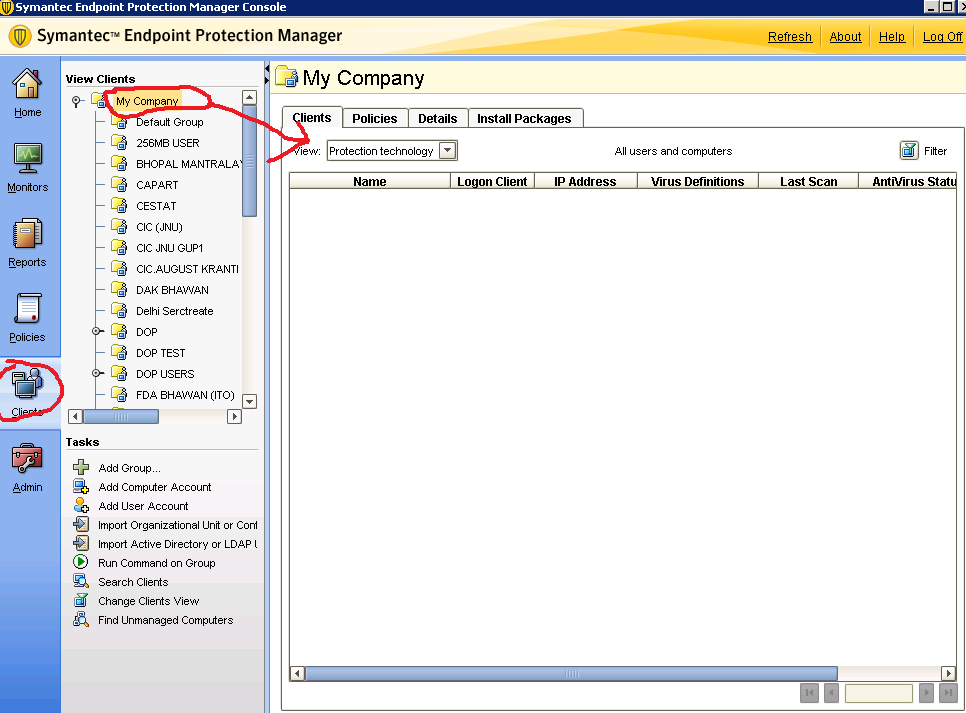 Symantec Endpoint Protection Manager Console
Symantec™ Endpoint Protection Manager
Refresh About Help Log Off
Home
Monitors
Reports
Policies
Clients
Admin
View Clients
My Company
Default Group
256MB USER
BHOPAL MANTRALAY
CAPART
CESTAT
CIC (JNU)
CIC JNU GUP1
CIC.AUGUST KRANTI
DAK BHAWAN
Delhi Serctreate
DOP
DOP TEST
DOP USERS
FDA BHAWAN (ITO)
Tasks
Add Group...
Add Computer Account
Add User Account
Import Organizational Unit or Cont
Import Active Directory or LDAP U
Run Command on Group
Search Clients
Change Clients View
Find Unmanaged Computers
My Company
Clients Policies Details Install Packages
View: Protection technology All users and computers Filter
Name Logon Client IP Address Virus Definitions Last Scan AntiVirus Statu